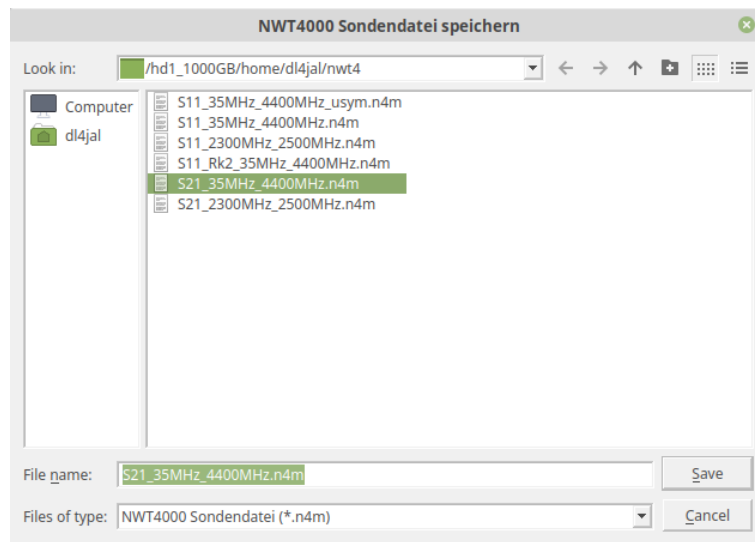 NWT4000 Sondendatei speichern
Look in: /hd1_1000GB/home/dl4jal/nwt4
Computer
dl4jal
S11_35MHz_4400MHz_usym.n4m
S11_35MHz_4400MHz.n4m
S11_2300MHz_2500MHz.n4m
S11_Rk2_35MHz_4400MHz.n4m
S21_35MHz_4400MHz.n4m
S21_2300MHz_2500MHz.n4m
File name: S21_35MHz_4400MHz.n4m Save
Files of type: NWT4000 Sondendatei (*.n4m) Cancel